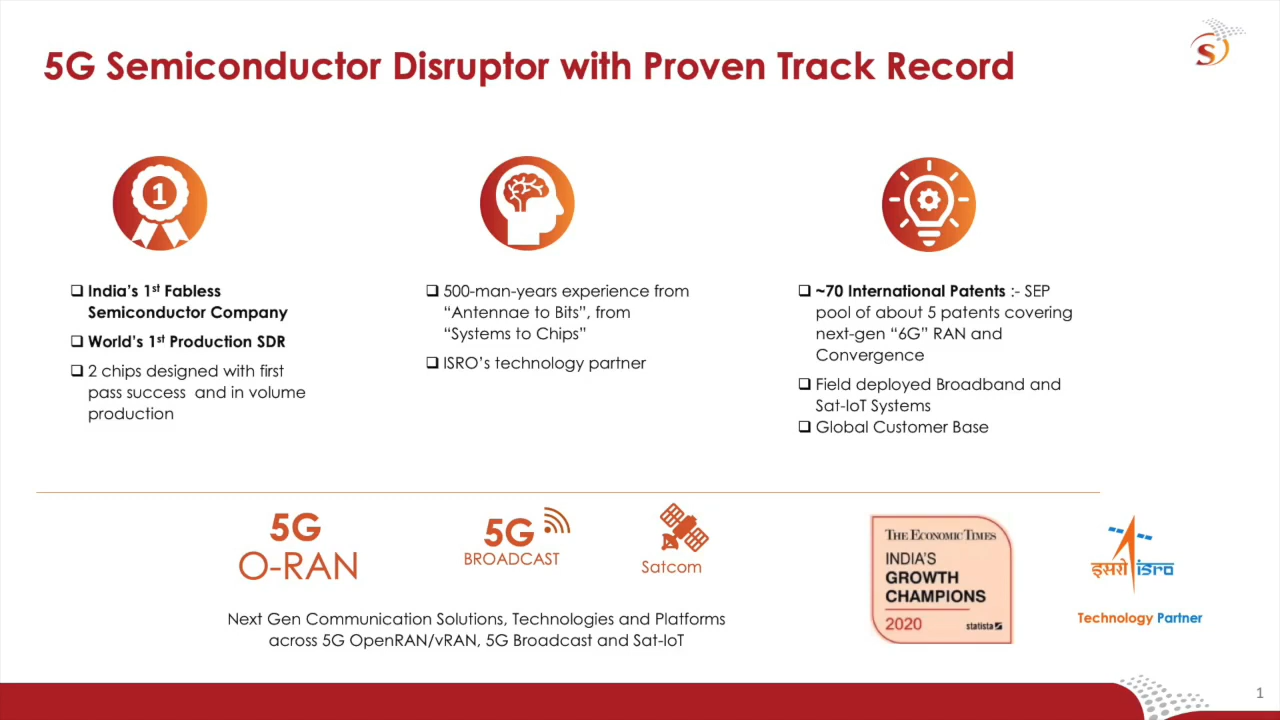 5G Semiconductor Disruptor with Proven Track Record
S
1
❑ India's 1st Fabless
Semiconductor Company
❑ World's 1st Production SDR
❑ 2 chips designed with first
pass success and in volume
production
❑ 500-man-years experience from
“Antennae to Bits”, from
“Systems to Chips”
❑ ISRO's technology partner
❑ ~70 International Patents :- SEP
pool of about 5 patents covering
next-gen “6G” RAN and
Convergence
❑ Field deployed Broadband and
Sat-IoT Systems
❑ Global Customer Base
5G
O-RAN
5G
BROADCAST
Satcom
Next Gen Communication Solutions, Technologies and Platforms
across 5G OpenRAN/vRAN, 5G Broadcast and Sat-IoT
THE ECONOMIC TIMES
INDIA'S
GROWTH
CHAMPIONS
2020
statista
इसरो isro
Technology Partner
1